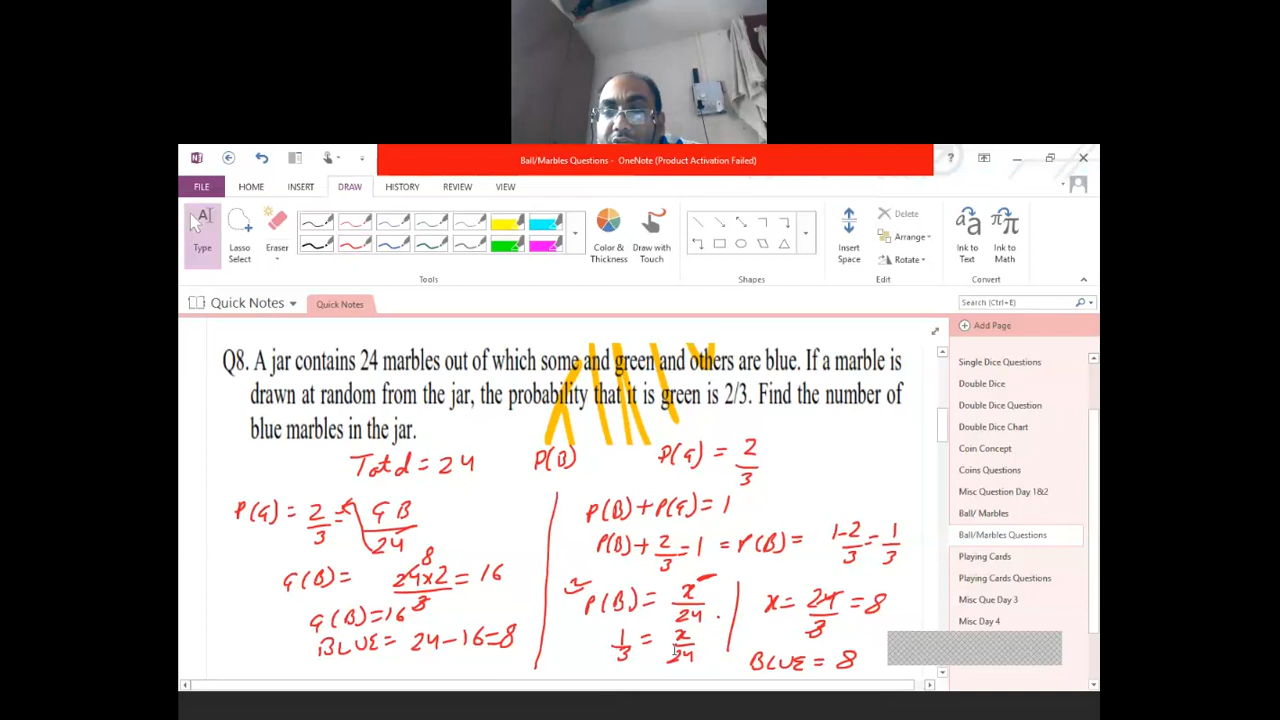 Ball/Marbles Questions - OneNote (Product Activation Failed)
?
FILE HOME INSERT DRAW HISTORY REVIEW VIEW
Type
Lasso Select
Eraser
Color & Thickness
Draw with Touch
Insert Space
Delete
Arrange
Rotate
Ink to Text
Ink to Math
Tools
Shapes
Edit
Convert
Quick Notes
Quick Notes
Search (Ctrl+E)
Add Page
Single Dice Questions
Double Dice
Double Dice Question
Double Dice Chart
Coin Concept
Coins Questions
Misc Question Day 1&2
Ball/ Marbles
Ball/Marbles Questions
Playing Cards
Playing Cards Questions
Misc Que Day 3
Misc Day 4
Q8. A jar contains 24 marbles out of which some and green and others are blue. If a marble is
drawn at random from the jar, the probability that it is green is 2/3. Find the number of
blue marbles in the jar.
Total = 24
P(B)
P(G) = 2/3
P(G) = 2/3 = GB/24
G(B) = 24×2/3 = 16
8
G(B) = 16
BLUE = 24-16=8
P(B)+P(G) = 1
P(B)+ 2/3 = 1 = P(B) = 1-2/3 = 1/3
P(B) = x/24
1/3 = x/24
x = 24/3 = 8
BLUE = 8